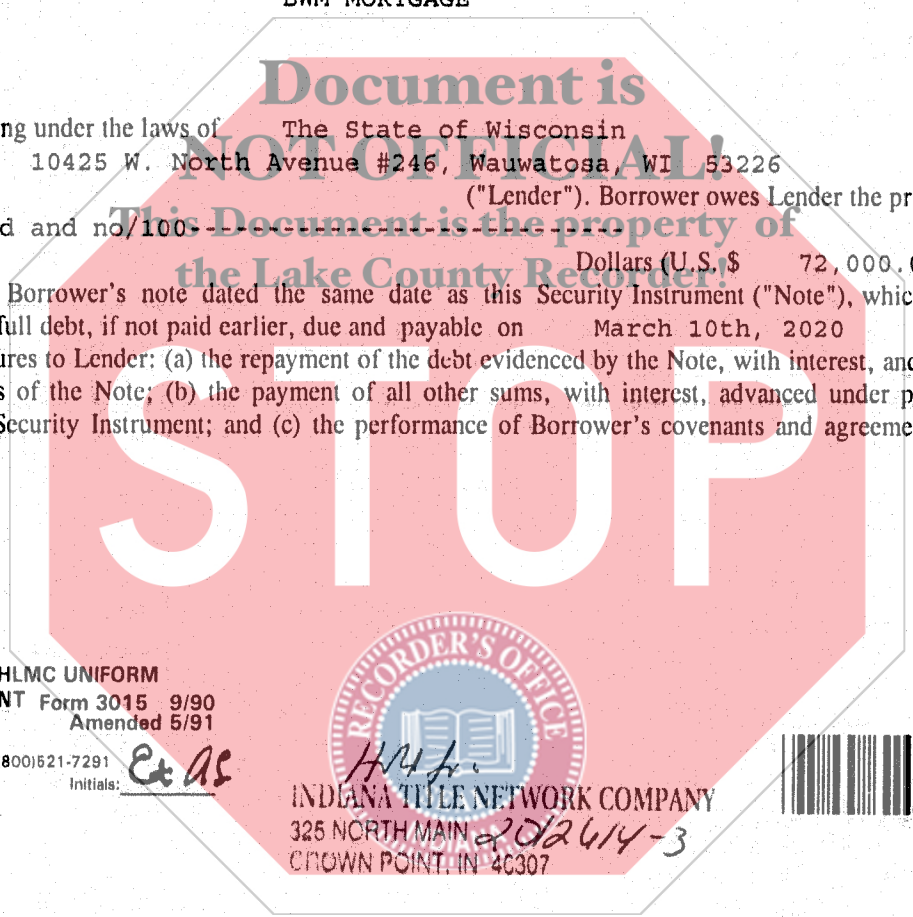 BWM MORTGAGE
Document is
ng under the laws of The State of Wisconsin
NOT OFFICIAL!
10425 W. North Avenue #246, Wauwatosa, WI 53226
("Lender"). Borrower owes Lender the pr
This Document is the property of
d and no/100-----------------------------
Dollars (U.S. $ 72,000.0
the Lake County Recorder!
Borrower's note dated the same date as this Security Instrument ("Note"), whic
full debt, if not paid earlier, due and payable on March 10th, 2020
ures to Lender: (a) the repayment of the debt evidenced by the Note, with interest, and
s of the Note; (b) the payment of all other sums, with interest, advanced under p
Security Instrument; and (c) the performance of Borrower's covenants and agreeme
STOP
HLMC UNIFORM
NT Form 3015 9/90
Amended 5/91
800)521-7291
Initials:
RECORDER'S OFFICE
INDIANA TITLE NETWORK COMPANY
325 NORTH MAIN
CROWN POINT, IN 46307
INDIANA